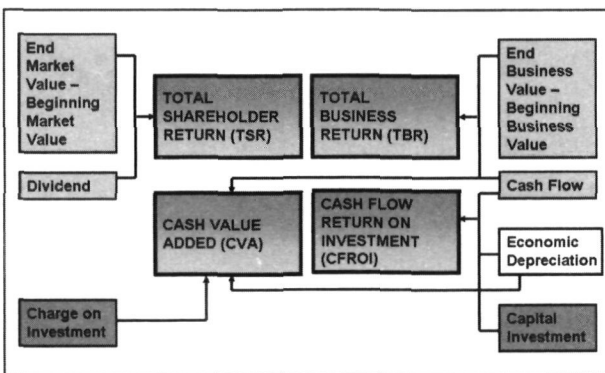 End
Market
Value –
Beginning
Market
Value
TOTAL
SHAREHOLDER
RETURN (TSR)
TOTAL
BUSINESS
RETURN (TBR)
End
Business
Value –
Beginning
Business
Value
Dividend
CASH VALUE
ADDED (CVA)
CASH FLOW
RETURN ON
INVESTMENT
(CFROI)
Cash Flow
Economic
Depreciation
Charge on
Investment
Capital
Investment